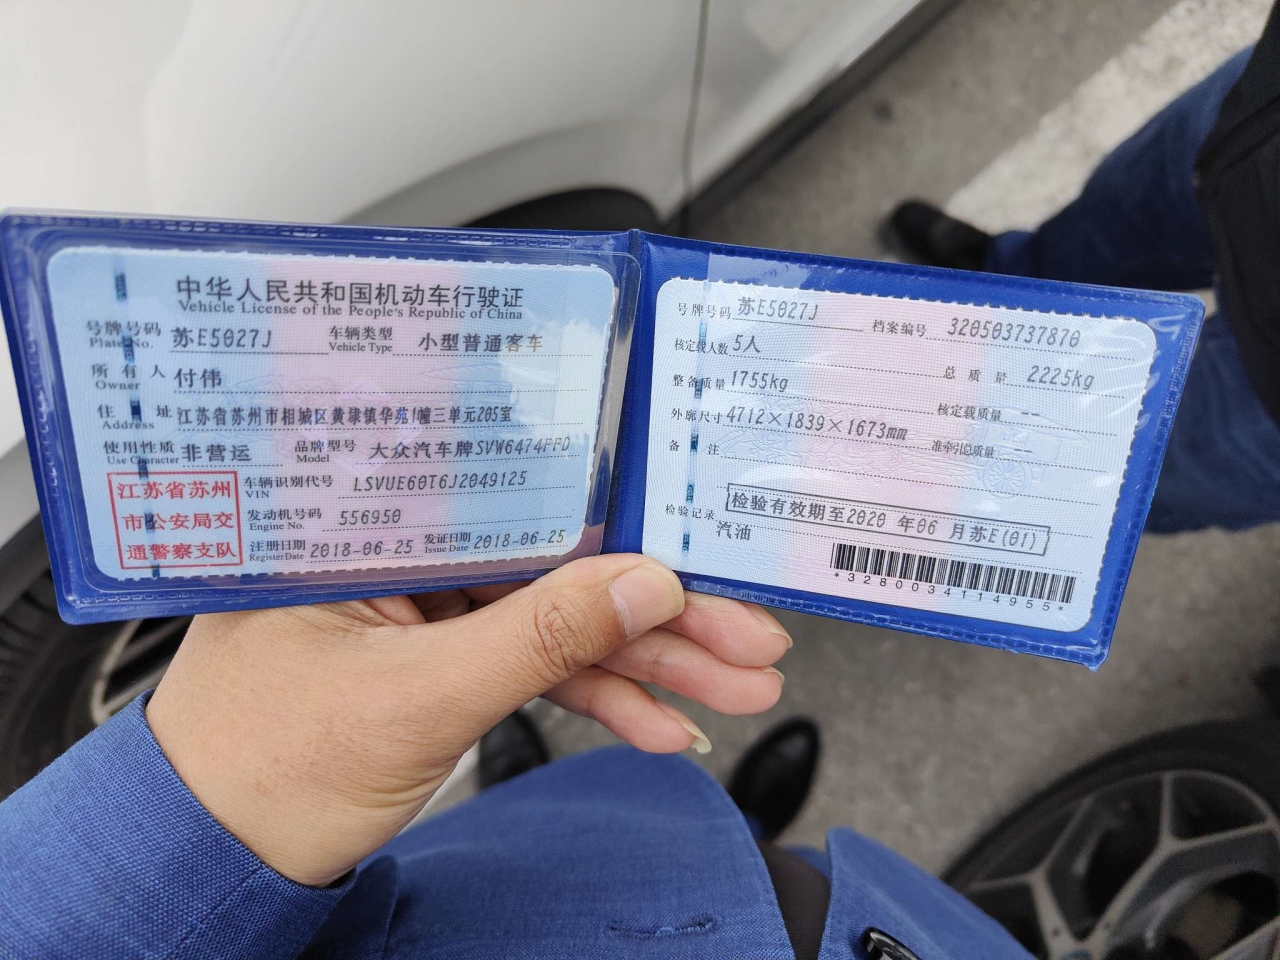 中华人民共和国机动车行驶证
Vehicle License of the People's Republic of China
号牌号码 苏E5027J 车辆类型 小型普通客车
Plate No. Vehicle Type
所有人 付伟
Owner
住址 江苏省苏州市相城区黄埭镇华苑1幢三单元205室
Address
使用性质 非营运 品牌型号 大众汽车牌SVW6474FPD
Use Character Model
江苏省苏州
市公安局交
通警察支队
车辆识别代号 LSVUE60T6J2049125
VIN
发动机号码 556950
Engine No.
注册日期 2018-06-25 发证日期 2018-06-25
Register Date Issue Date
号牌号码 苏E5027J 档案编号 320503737870
核定载人数 5人 总质量 2225kg
整备质量 1755kg 核定载质量 --
外廓尺寸 4712×1839×1673mm 准牵引总质量 --
备注
检验有效期至2020年06月苏E(01)
检验记录
汽油
*3280034114955*